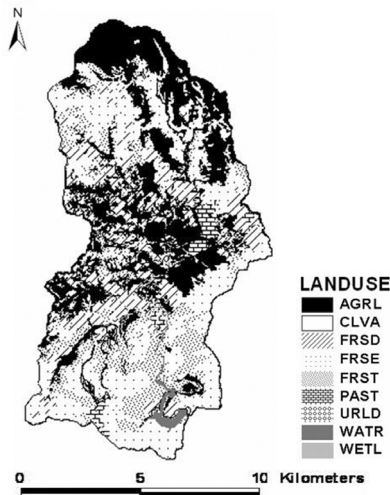 N
LANDUSE
AGRL
CLVA
FRSD
FRSE
FRST
PAST
URLD
WATR
WETL
0 5 10 Kilometers